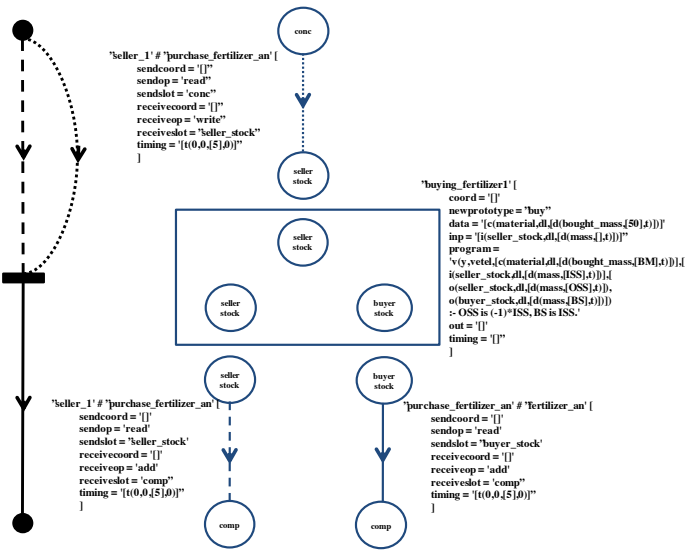 conc
"seller_1' # "purchase_fertilizer_an' [
sendcoord = '[]"
sendop = 'read"
sendslot = 'conc"
receivecoord = '[]"
receiveop = 'write"
receiveslot = "seller_stock"
timing = '[t(0,0,[5],0)]"
]
seller
stock
"buying_fertilizer1' [
coord = '[]'
newprototype = "buy"
data = '[c(material,dl,[d(bought_mass,[50],t)])]'
inp = '[i(seller_stock,dl,[d(mass,[],t)])]"
program =
'v(y,vetel,[c(material,dl,[d(bought_mass,[BM],t)])],[
i(seller_stock,dl,[d(mass,[ISS],t)])],[
o(seller_stock,dl,[d(mass,[OSS],t)]),
o(buyer_stock,dl,[d(mass,[BS],t)])])
:- OSS is (-1)*ISS, BS is ISS.'
out = '[]'
timing = '[]"
]
seller
stock
seller
stock
buyer
stock
seller
stock
buyer
stock
"seller_1' # "purchase_fertilizer_an' [
sendcoord = '[]'
sendop = 'read'
sendslot = "seller_stock'
receivecoord = '[]'
receiveop = 'add'
receiveslot = 'comp"
timing = '[t(0,0,[5],0)]"
]
"purchase_fertilizer_an' # "fertilizer_an' [
sendcoord = '[]'
sendop = 'read'
sendslot = "buyer_stock'
receivecoord = '[]'
receiveop = 'add'
receiveslot = 'comp"
timing = '[t(0,0,[5],0)]"
]
comp
comp